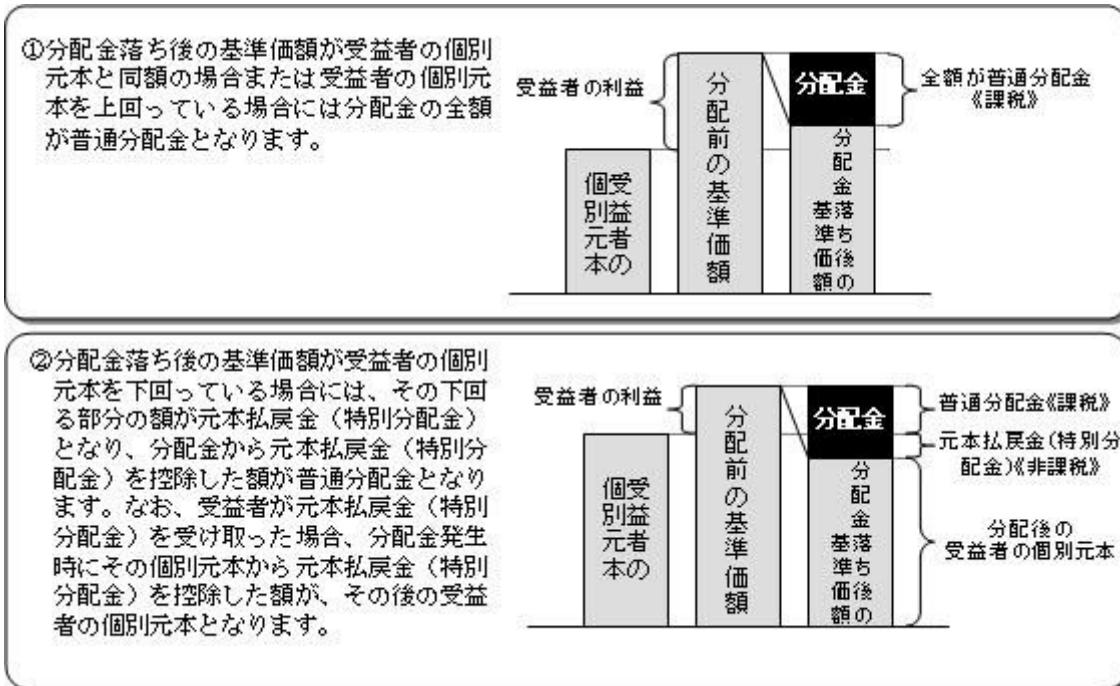 ①分配金落ち後の基準価額が受益者の個別
元本と同額の場合または受益者の個別元
本を上回っている場合には分配金の全額
が普通分配金となります。
受益者の利益
受益者の
個別元本
分配前の基準価額
分配金
分配金落ち後の
基準価額
全額が普通分配金
《課税》
②分配金落ち後の基準価額が受益者の個別
元本を下回っている場合には、その下回
る部分の額が元本払戻金（特別分配金）
となり、分配金から元本払戻金（特別分
配金）を控除した額が普通分配金となり
ます。なお、受益者が元本払戻金（特別
分配金）を受け取った場合、分配金発生
時にその個別元本から元本払戻金（特別
分配金）を控除した額が、その後の受益
者の個別元本となります。
受益者の利益
受益者の
個別元本
分配前の基準価額
分配金
分配金落ち後の
基準価額
普通分配金《課税》
元本払戻金(特別分
配金)《非課税》
分配後の
受益者の個別元本